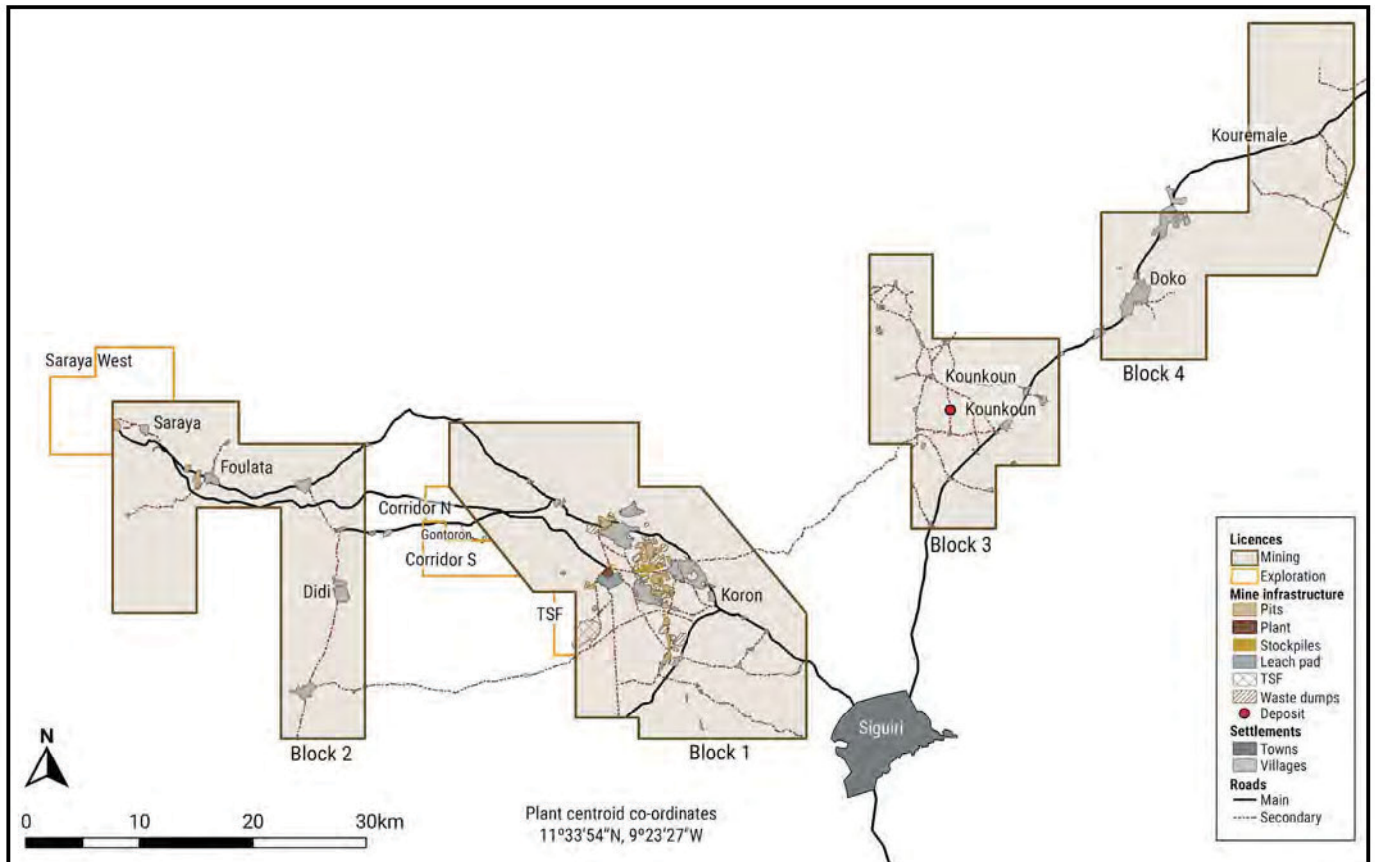 Kouremale
Doko
Block 4
Kounkoun
Kounkoun
Block 3
Saraya West
Saraya
Foulata
Corridor N
Gontoron
Corridor S
Didi
TSF
Koron
Block 2
Block 1
Siguiri
N
0 10 20 30km
Plant centroid co-ordinates
11°33'54"N, 9°23'27"W
Licences
Mining
Exploration
Mine infrastructure
Pits
Plant
Stockpiles
Leach pad
TSF
Waste dumps
Deposit
Settlements
Towns
Villages
Roads
Main
Secondary